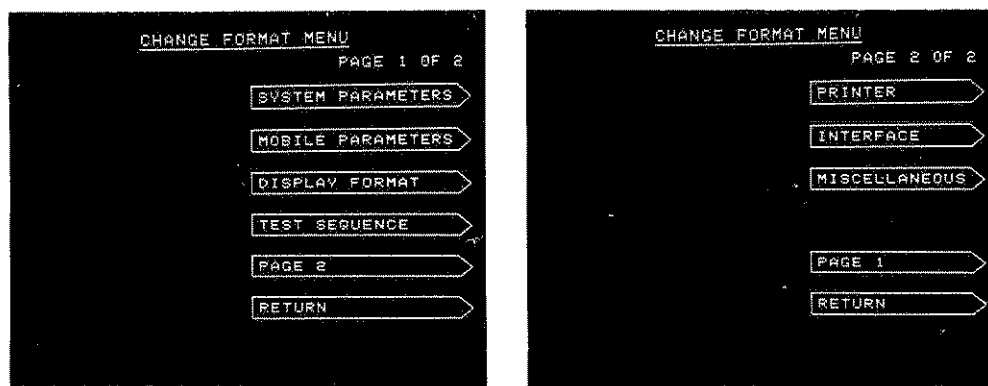 CHANGE FORMAT MENU
PAGE 1 OF 2
SYSTEM PARAMETERS
MOBILE PARAMETERS
DISPLAY FORMAT
TEST SEQUENCE
PAGE 2
RETURN
CHANGE FORMAT MENU
PAGE 2 OF 2
PRINTER
INTERFACE
MISCELLANEOUS
PAGE 1
RETURN